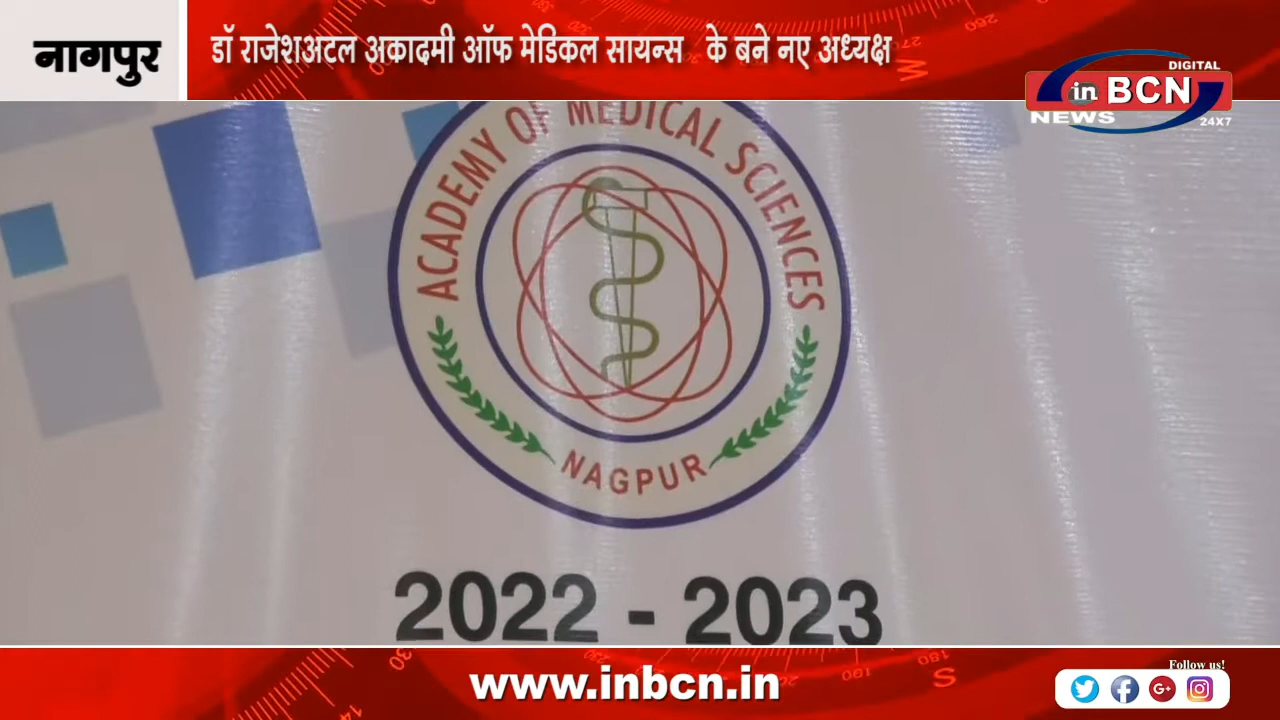 नागपुर
डॉ राजेशअटल अकादमी ऑफ मेडिकल सायन्स के बने नए अध्यक्ष
DIGITAL
in BCN
NEWS 24X7
ACADEMY OF MEDICAL SCIENCES
NAGPUR
2022 - 2023
www.inbcn.in
Follow us!